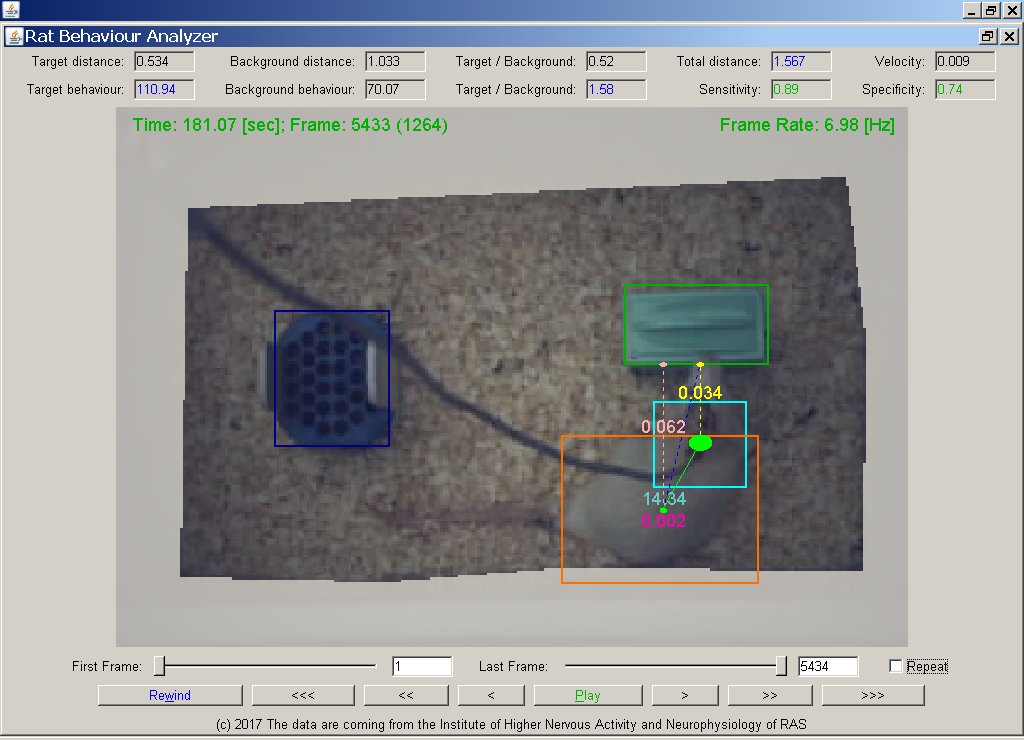 Rat Behaviour Analyzer
Target distance: 0.534 Background distance: 1.033 Target / Background: 0.52 Total distance: 1.567 Velocity: 0.009
Target behaviour: 110.94 Background behaviour: 70.07 Target / Background: 1.58 Sensitivity: 0.89 Specificity: 0.74
Time: 181.07 [sec]; Frame: 5433 (1264) Frame Rate: 6.98 [Hz]
0.034
0.062
14.34
0.002
First Frame: 1 Last Frame: 5434 Repeat
Rewind <<< << < Play > >> >>>
(c) 2017 The data are coming from the Institute of Higher Nervous Activity and Neurophysiology of RAS